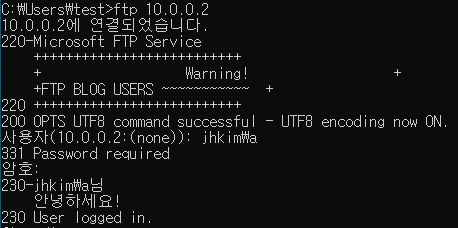 C:₩Users₩test>ftp 10.0.0.2
10.0.0.2에 연결되었습니다.
220-Microsoft FTP Service
    +++++++++++++++++++++++++++
    +                  Warning!                  +
    +FTP BLOG USERS ~~~~~~~~~~~  +
220 +++++++++++++++++++++++++++
200 OPTS UTF8 command successful - UTF8 encoding now ON.
사용자(10.0.0.2:(none)): jhkim₩a
331 Password required
암호:
230-jhkim₩a님
    안녕하세요!
230 User logged in.